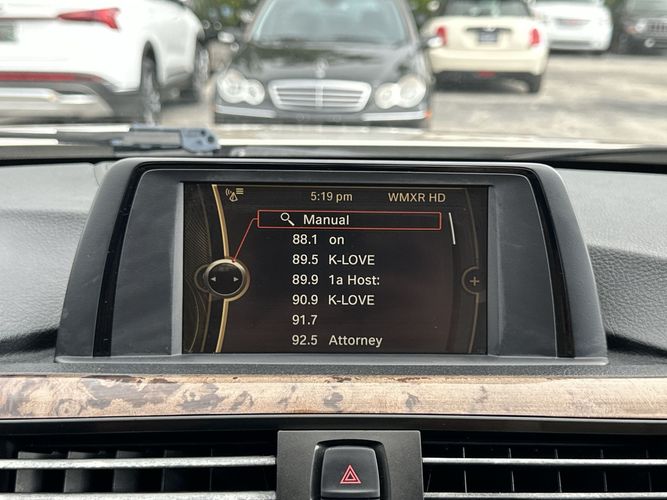 5:19 pm WMXR HD
Manual
88.1 on
89.5 K-LOVE
89.9 1a Host:
90.9 K-LOVE
91.7
92.5 Attorney